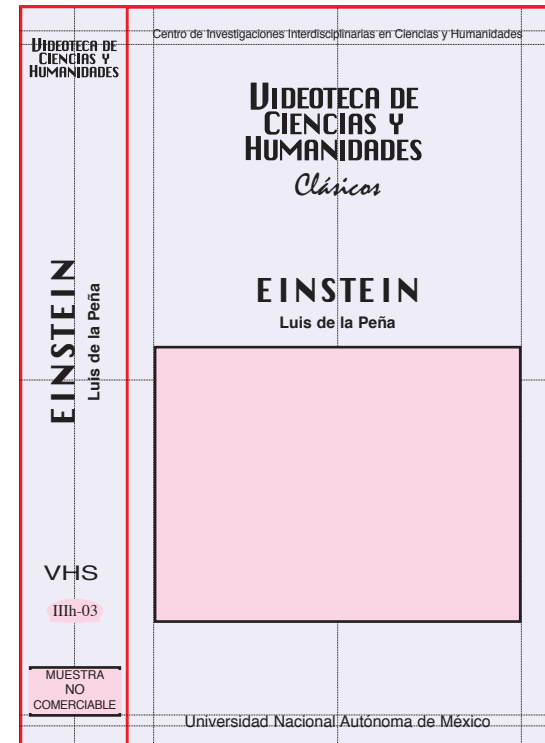 VIDEOTECA DE
CIENCIAS Y
HUMANIDADES
EINSTEIN
Luis de la Peña
VHS
IIIh-03
MUESTRA
NO
COMERCIABLE
Centro de Investigaciones Interdisciplinarias en Ciencias y Humanidades
VIDEOTECA DE
CIENCIAS Y
HUMANIDADES
Clásicos
EINSTEIN
Luis de la Peña
Universidad Nacional Autónoma de México